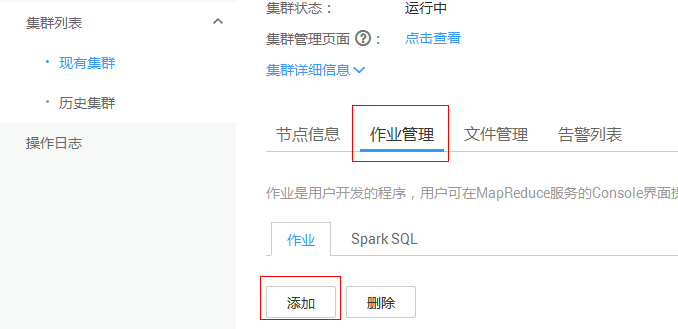 集群列表
现有集群
历史集群
操作日志
集群状态： 运行中
集群管理页面 ? ： 点击查看
集群详细信息
节点信息 作业管理 文件管理 告警列表
作业是用户开发的程序，用户可在MapReduce服务的Console界面提
作业 Spark SQL
添加 删除